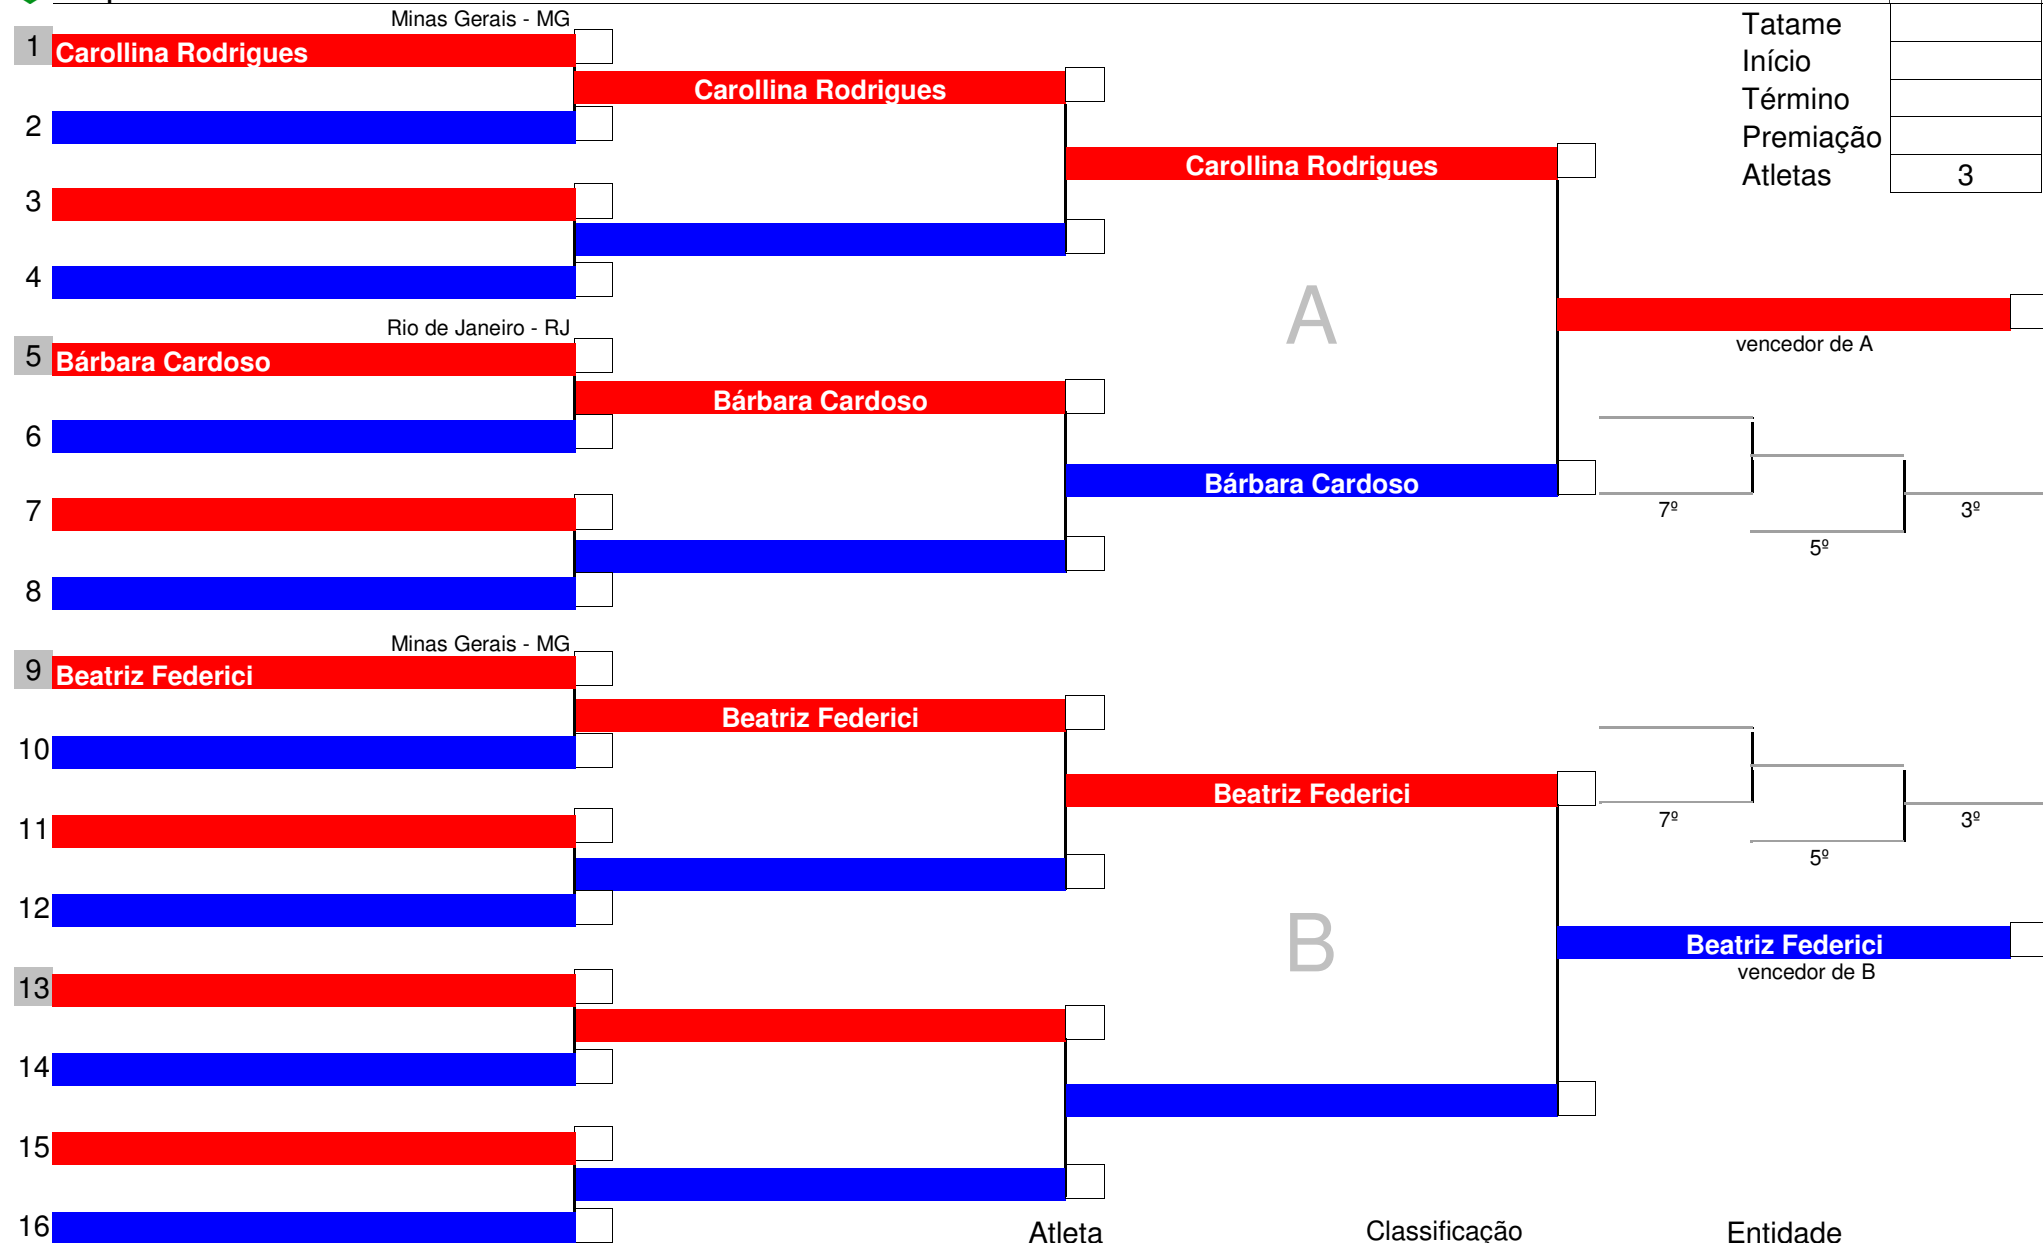 Minas Gerais - MG
1 Carollina Rodrigues
Carollina Rodrigues
2
Carollina Rodrigues
3
4
Tatame
Início
Término
Premiação
Atletas 3
A
vencedor de A
Rio de Janeiro - RJ
5 Bárbara Cardoso
Bárbara Cardoso
6
Bárbara Cardoso
7
8
7º
3º
5º
Minas Gerais - MG
9 Beatriz Federici
Beatriz Federici
10
Beatriz Federici
11
12
7º
3º
5º
B
Beatriz Federici
vencedor de B
13
14
15
16
Atleta Classificação Entidade